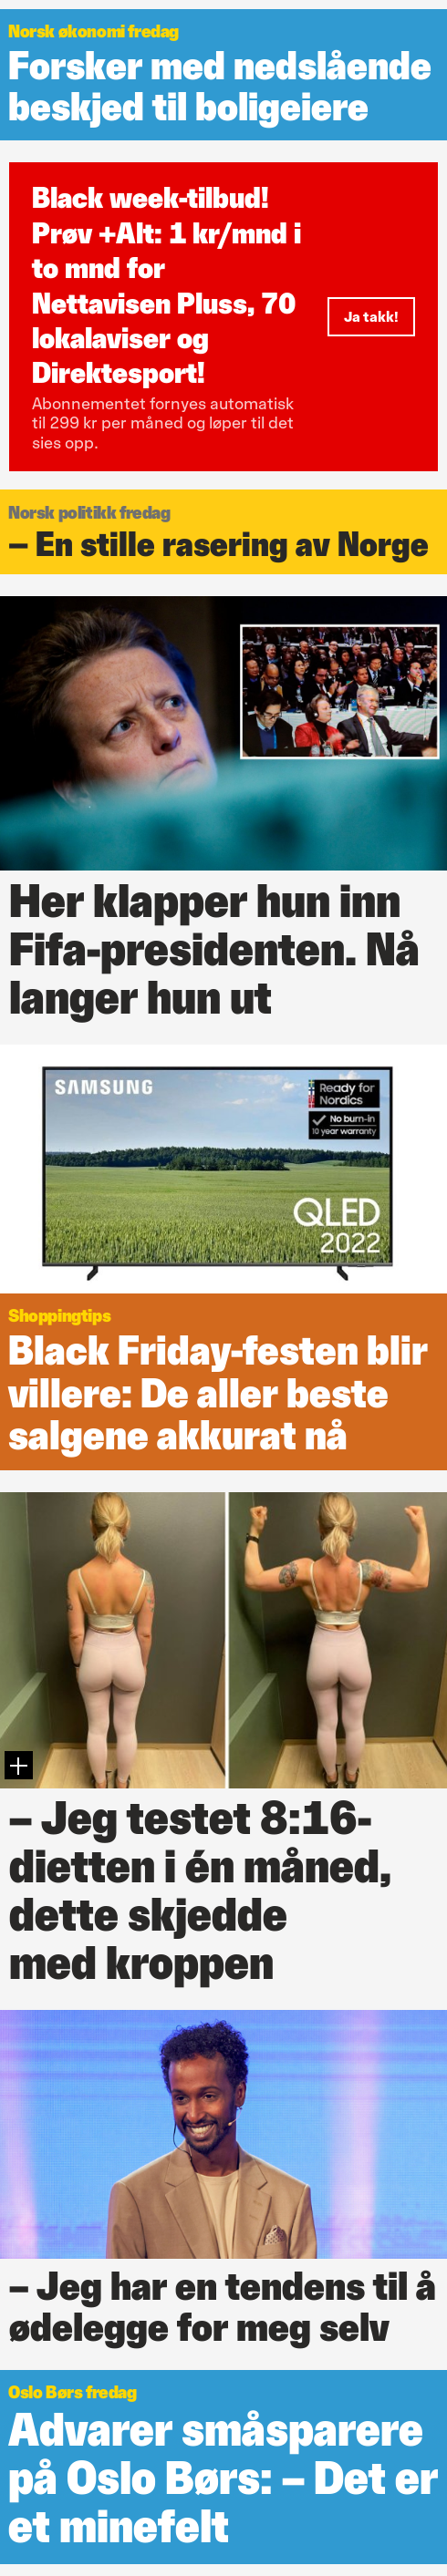 Norsk økonomi fredag
Forsker med nedslående
beskjed til boligeiere
Black week-tilbud!
Prøv +Alt: 1 kr/mnd i
to mnd for
Nettavisen Pluss, 70
lokalaviser og
Direktesport!
Abonnementet fornyes automatisk
til 299 kr per måned og løper til det
sies opp.
Ja takk!
Norsk politikk fredag
– En stille rasering av Norge
Her klapper hun inn
Fifa-presidenten. Nå
langer hun ut
SAMSUNG
Ready for
Nordics
No burn-in
10 year warranty
QLED
2022
Shoppingtips
Black Friday-festen blir
villere: De aller beste
salgene akkurat nå
– Jeg testet 8:16-
dietten i én måned,
dette skjedde
med kroppen
– Jeg har en tendens til å
ødelegge for meg selv
Oslo Børs fredag
Advarer småsparere
på Oslo Børs: – Det er
et minefelt